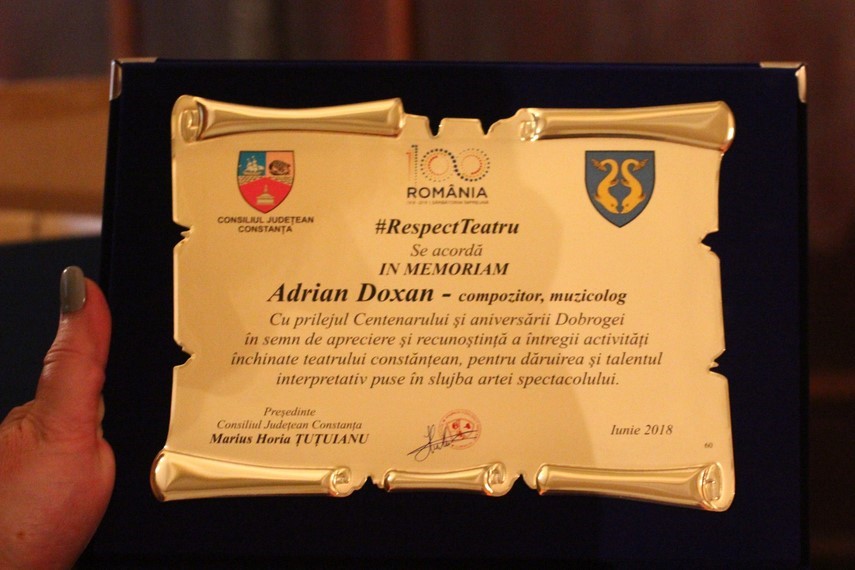 100
ROMÂNIA
CONSILIUL JUDEȚEAN
CONSTANȚA
#RespectTeatru
Se acordă
IN MEMORIAM
Adrian Doxan - compozitor, muzicolog
Cu prilejul Centenarului și aniversării Dobrogei
în semn de apreciere și recunoștință a întregii activități
închinate teatrului constănțean, pentru dăruirea și talentul
interpretativ puse în slujba artei spectacolului.
Președinte
Consiliul Județean Constanța
Marius Horia ȚUȚUIANU
Iunie 2018
60